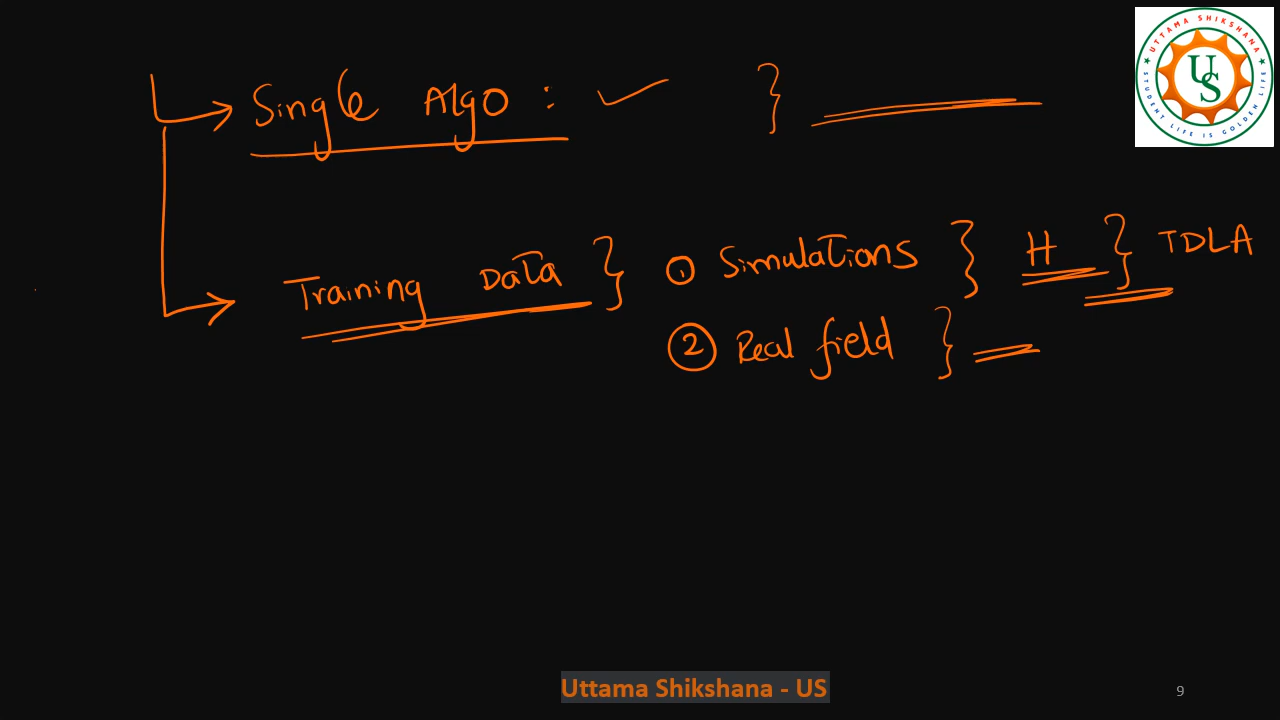 UTTAMA SHIKSHANA
US
STUDENT LIFE IS GOLDEN LIFE
Single Algo : ✓ }
Training Data } ① Simulations } H } TDLA
② Real field }
Uttama Shikshana - US
9